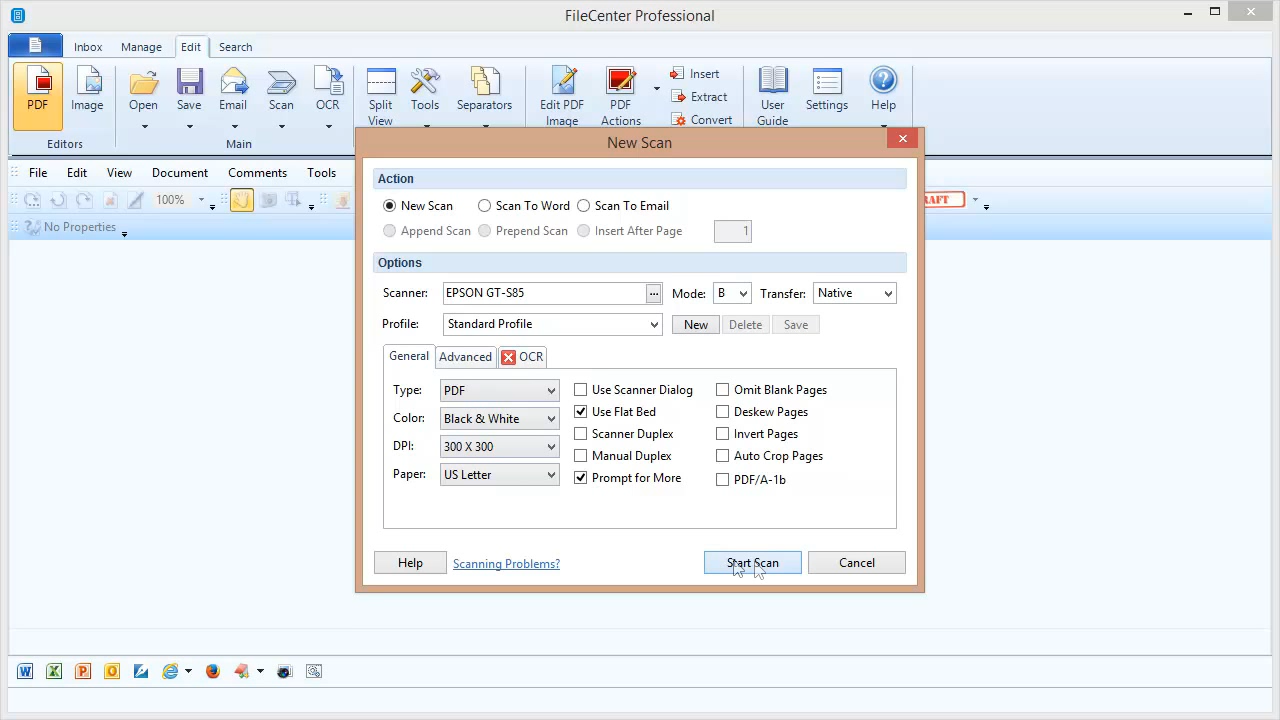 FileCenter Professional
Inbox Manage Edit Search
PDF Image Open Save Email Scan OCR Split View Tools Separators Edit PDF Image PDF Actions Insert Extract Convert User Guide Settings Help
Editors Main
New Scan
File Edit View Document Comments Tools
100%
No Properties
Action
New Scan Scan To Word Scan To Email
Append Scan Prepend Scan Insert After Page 1
Options
Scanner: EPSON GT-S85 ... Mode: B Transfer: Native
Profile: Standard Profile New Delete Save
General Advanced OCR
Type: PDF Use Scanner Dialog Omit Blank Pages
Color: Black & White Use Flat Bed Deskew Pages
Scanner Duplex Invert Pages
DPI: 300 X 300 Manual Duplex Auto Crop Pages
Paper: US Letter Prompt for More PDF/A-1b
Help Scanning Problems? Start Scan Cancel